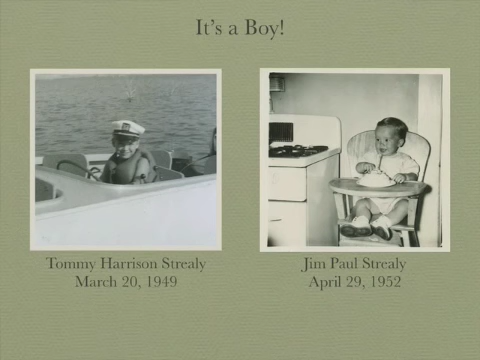 It's a Boy!
Tommy Harrison Strealy
March 20, 1949
Jim Paul Strealy
April 29, 1952